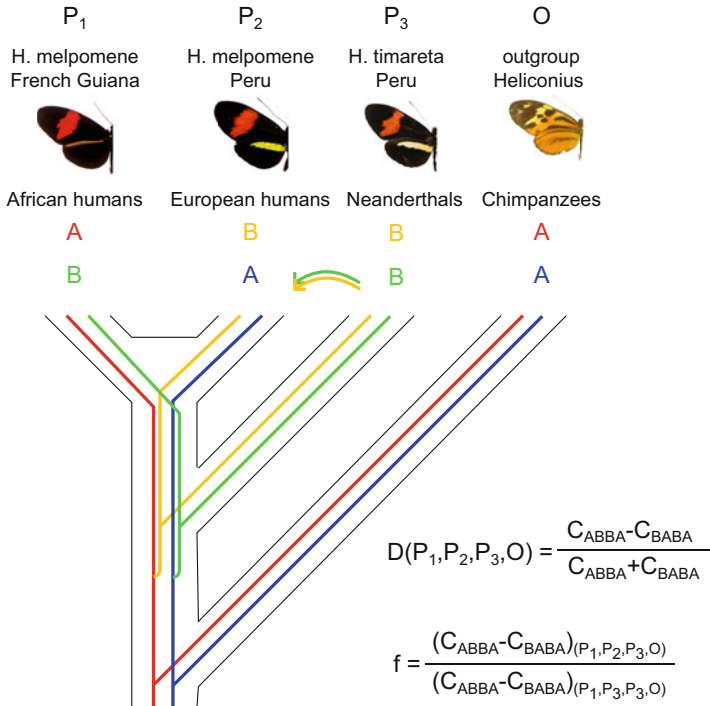 P1 P2 P3 O
H. melpomene H. melpomene H. timareta outgroup
French Guiana Peru Peru Heliconius
African humans European humans Neanderthals Chimpanzees
A B B A
B A B A
D(P1,P2,P3,O) = CABBA-CBABA / CABBA+CBABA
f = (CABBA-CBABA)(P1,P2,P3,O) / (CABBA-CBABA)(P1,P3,P3,O)